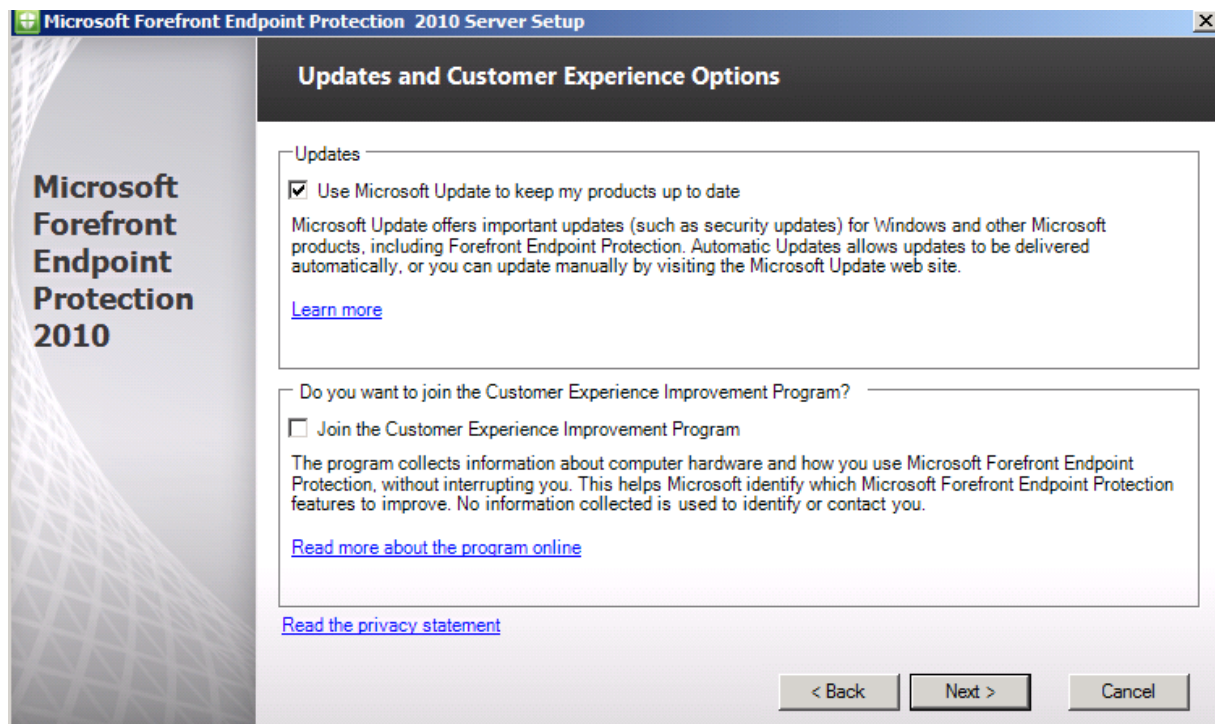 Microsoft Forefront Endpoint Protection 2010 Server Setup
Updates and Customer Experience Options
Microsoft
Forefront
Endpoint
Protection
2010
Updates
Use Microsoft Update to keep my products up to date
Microsoft Update offers important updates (such as security updates) for Windows and other Microsoft
products, including Forefront Endpoint Protection. Automatic Updates allows updates to be delivered
automatically, or you can update manually by visiting the Microsoft Update web site.
Learn more
Do you want to join the Customer Experience Improvement Program?
Join the Customer Experience Improvement Program
The program collects information about computer hardware and how you use Microsoft Forefront Endpoint
Protection, without interrupting you. This helps Microsoft identify which Microsoft Forefront Endpoint Protection
features to improve. No information collected is used to identify or contact you.
Read more about the program online
Read the privacy statement
< Back Next > Cancel